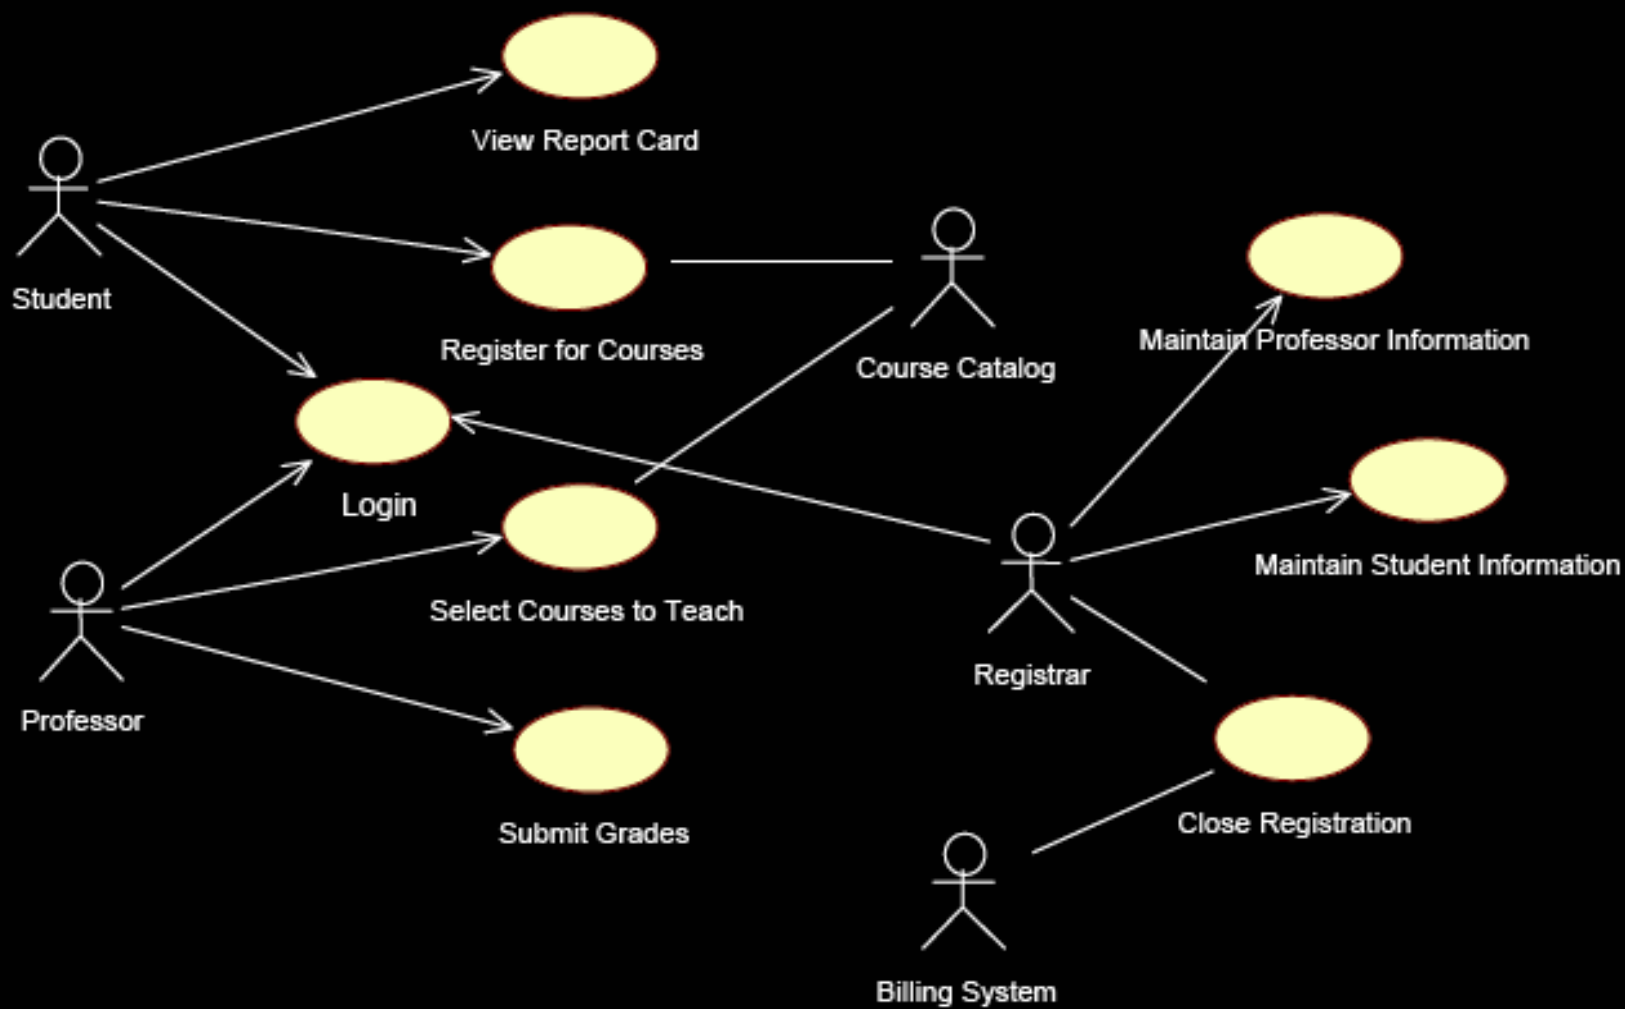 View Report Card
Student
Register for Courses
Course Catalog
Maintain Professor Information
Login
Select Courses to Teach
Maintain Student Information
Professor
Registrar
Submit Grades
Close Registration
Billing System